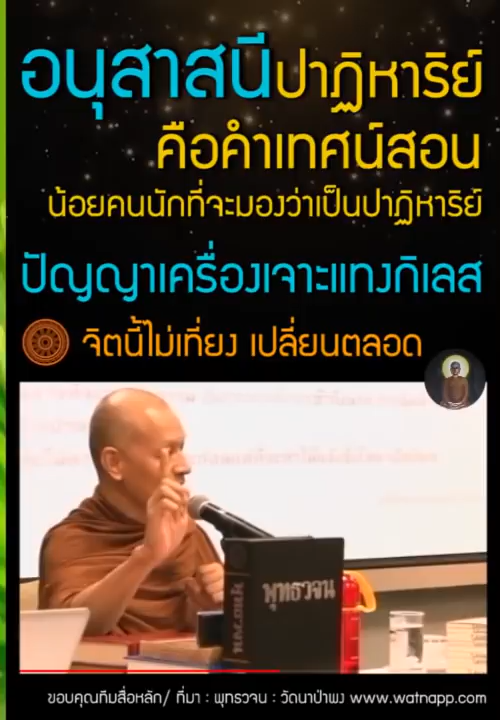 อนุสาสนีปาฏิหาริย์
คือคำเทศน์สอน
น้อยคนนักที่จะมองว่าเป็นปาฏิหาริย์
ปัญญาเครื่องเจาะแทงกิเลส
จิตนี้ไม่เที่ยง เปลี่ยนตลอด
พุทธวจน
พุทธวจน
ขอบคุณทีมสื่อหลัก/ ที่มา : พุทธวจน : วัดนาป่าพง www.watnapp.com